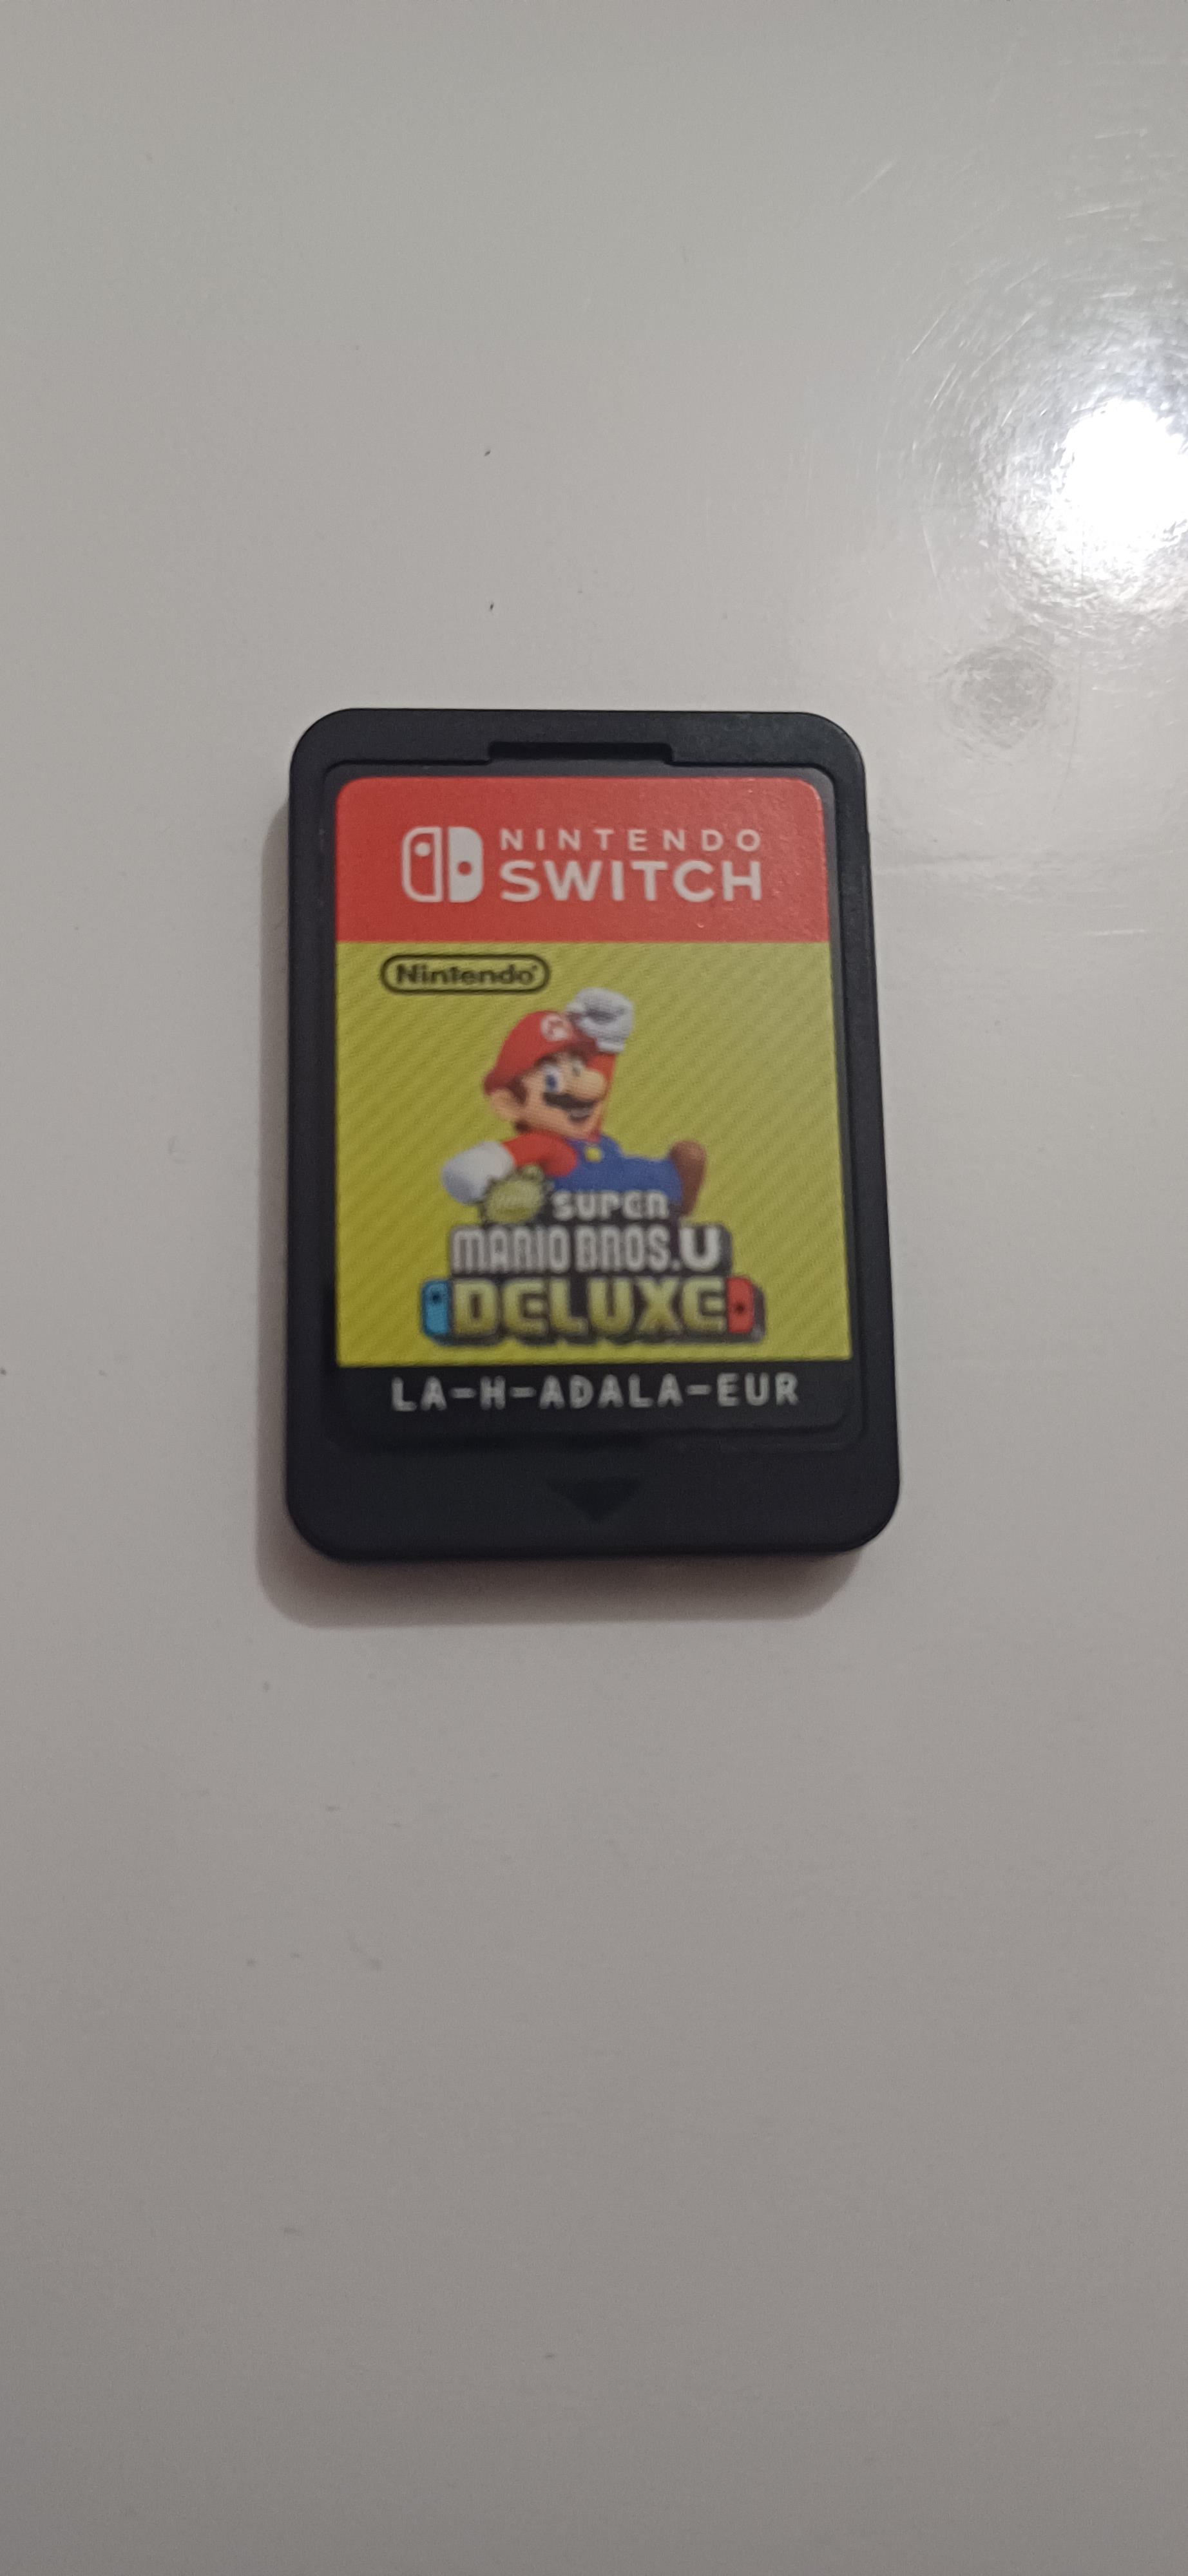 NINTENDO
SWITCH
Nintendo
SUPER
MARIO BROS.U
DELUXE
LA-H-ADALA-EUR